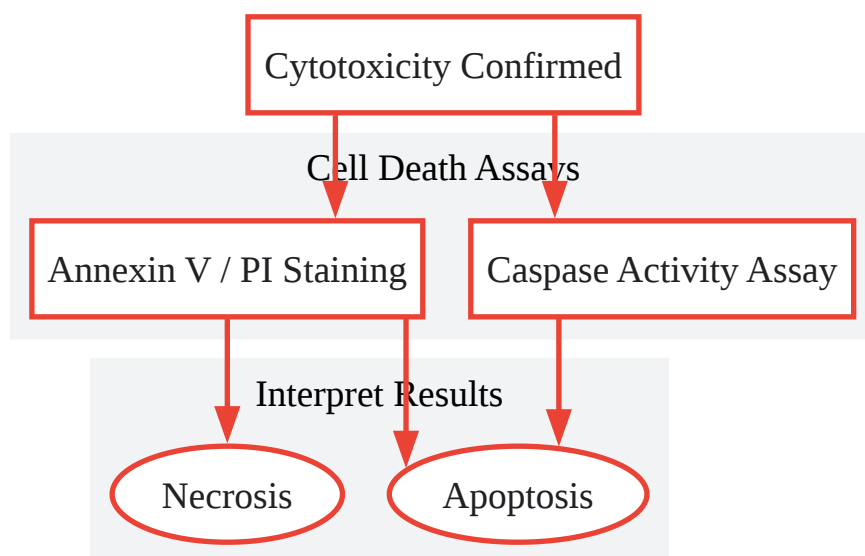 Cytotoxicity Confirmed
Cell Death Assays
Annexin V / PI Staining
Caspase Activity Assay
Interpret Results
Necrosis
Apoptosis